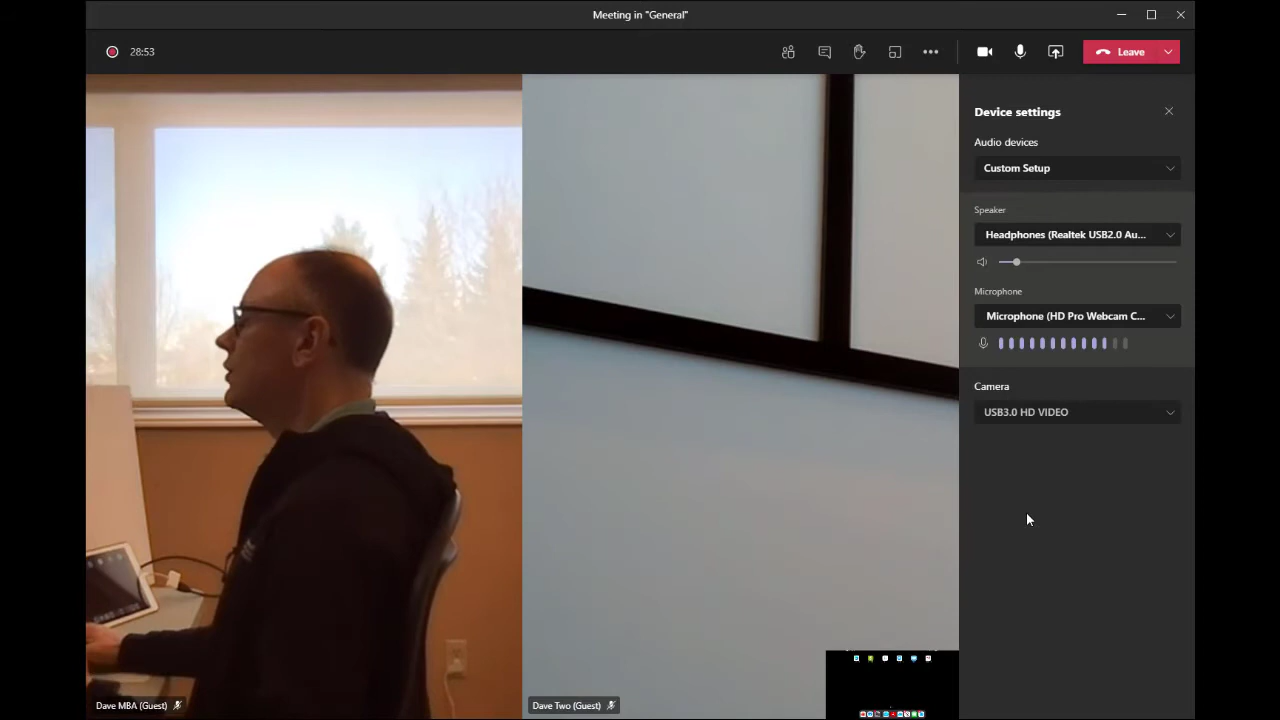 Meeting in "General"
28:53
Leave
Device settings
Audio devices
Custom Setup
Speaker
Headphones (Realtek USB2.0 Au...
Microphone
Microphone (HD Pro Webcam C...
Camera
USB3.0 HD VIDEO
Dave MBA (Guest)
Dave Two (Guest)